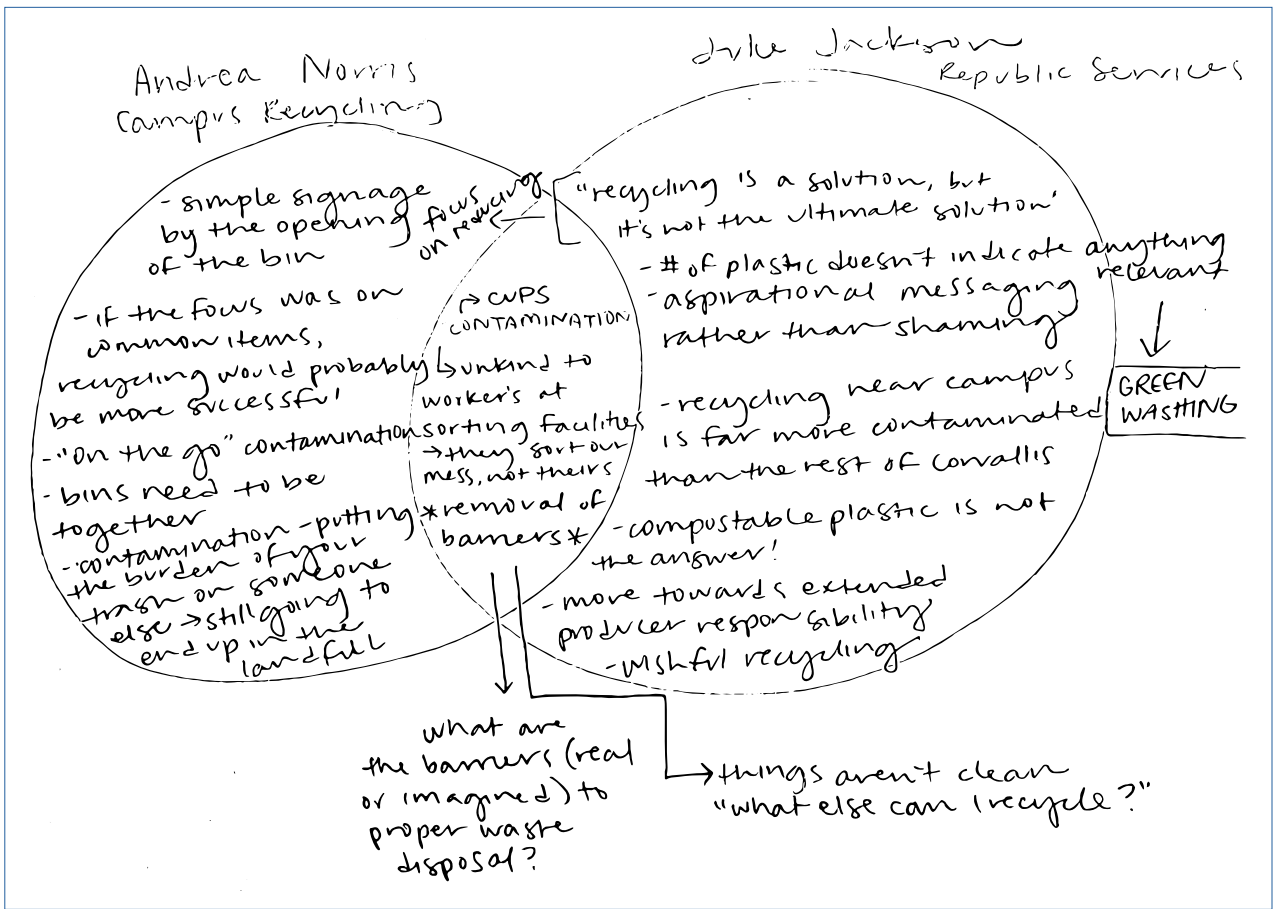 Andrea Norris
Campus Recycling
- simple signage
by the opening
of the bin
- if the focus was on
common items,
recycling would probably
be more successful
- "on the go" contamination
- bins need to be
together
- contamination - putting
the burden of your
trash on someone
else → still going to
end up in the
landfill
focus
on reducing
→ CUPS
CONTAMINATION
↳ unkind to
worker's at
sorting facilities
→ they sort our
mess, not theirs
*removal of
barriers*
Jackson
Republic Services
"recycling is a solution, but
it's not the ultimate solution"
- # of plastic doesn't indicate anything
relevant
- aspirational messaging
rather than shaming
GREEN
WASHING
- recycling near campus
is far more contaminated
than the rest of corvallis
- compostable plastic is not
the answer!
- more towards extended
producer responsibility
- wishful recycling
what are
the barriers (real
or imagined) to
proper waste
disposal?
→ things aren't clean
"what else can I recycle?"